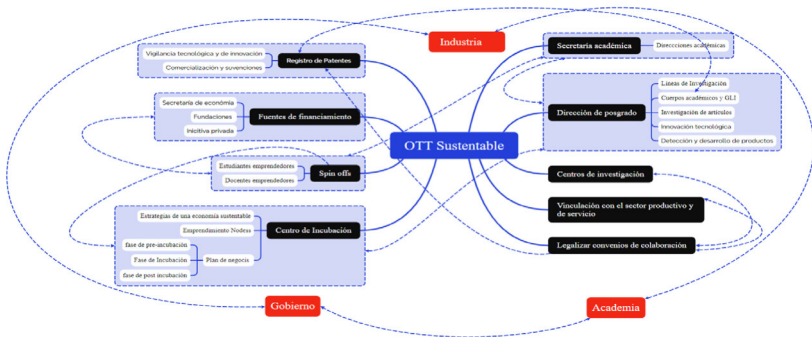 Industria
Vigilancia tecnológica y de innovación
Comercialización y suvenciones
Registro de Patentes
Secretaría de ecónomia
Fundaciones
Inicitiva privada
Fuentes de financiamiento
Estudiantes emprendedores
Docentes emprendedores
Spin offs
Estrategias de una economía sustentable
Emprendimiento Nodess
fase de pre-incubación
Fase de Incubación
fase de post incubación
Plan de negocis
Centro de Incubación
OTT Sustentable
Secretaría académica
Direccciones académicas
Dirección de posgrado
Líneas de Investigación
Cuerpos académicos y GLI
Investigación de artículos
Innovación tecnológica
Detección y desarrollo de productos
Centros de investigación
Vinculación con el sector productivo y
de servicio
Legalizar convenios de colaboración
Gobierno
Academia